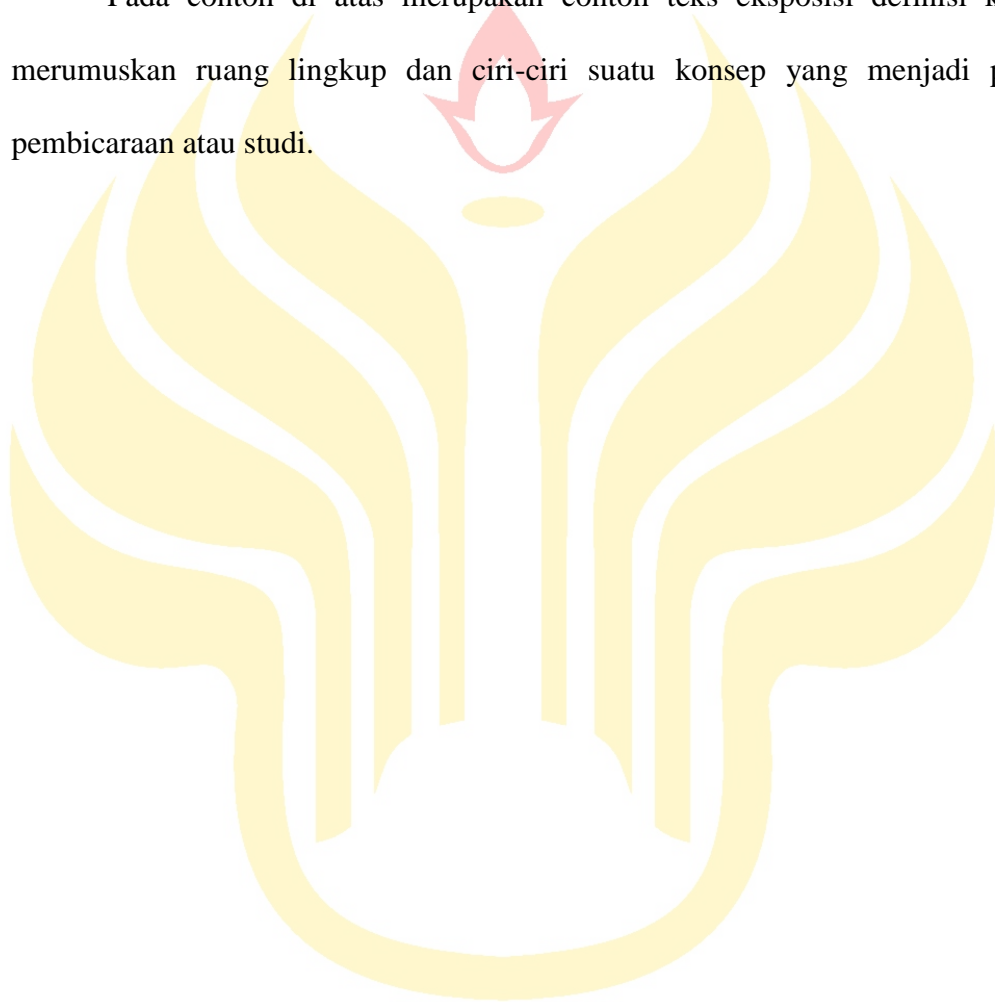 Pada contoh di atas merupakan contoh teks eksposisi definisi
merumuskan ruang lingkup dan ciri-ciri suatu konsep yang menjadi
pembicaraan atau studi.